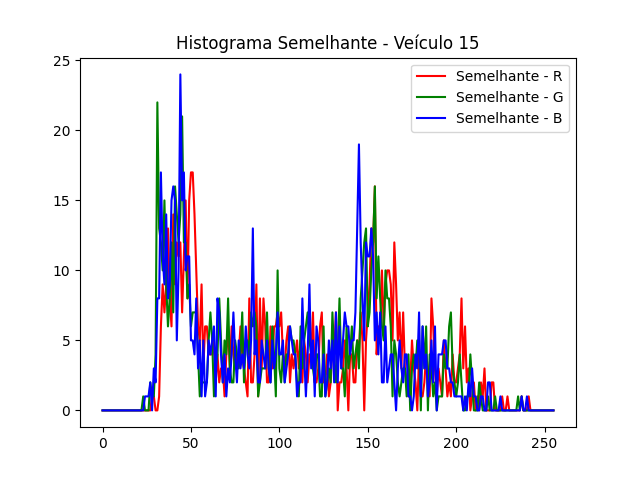 Histograma Semelhante - Veículo 15
25
20
15
10
5
0
Semelhante - R
Semelhante - G
Semelhante - B
0 50 100 150 200 250